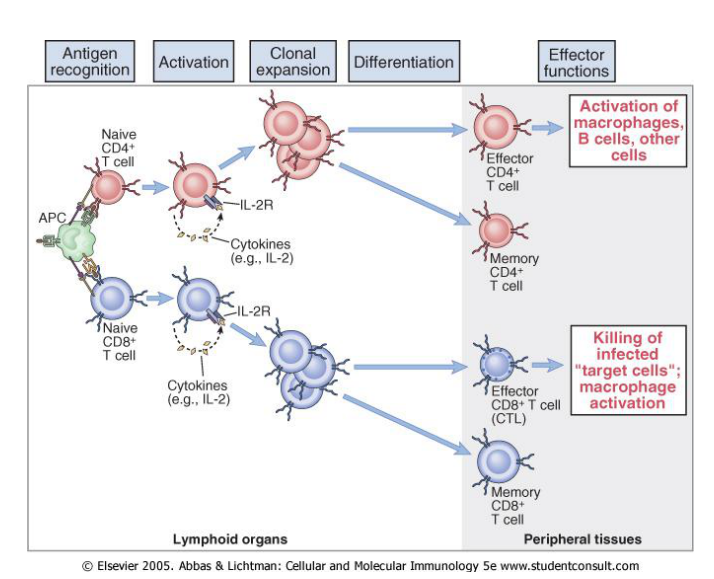 Antigen
recognition
Activation
Clonal
expansion
Differentiation
Effector
functions
Naive
CD4+
T cell
APC
IL-2R
Cytokines
(e.g., IL-2)
Effector
CD4+
T cell
Activation of
macrophages,
B cells, other
cells
Memory
CD4+
T cell
Naive
CD8+
T cell
IL-2R
Cytokines
(e.g., IL-2)
Effector
CD8+ T cell
(CTL)
Killing of
infected
"target cells";
macrophage
activation
Memory
CD8+
T cell
Lymphoid organs
Peripheral tissues
© Elsevier 2005. Abbas & Lichtman: Cellular and Molecular Immunology 5e www.studentconsult.com